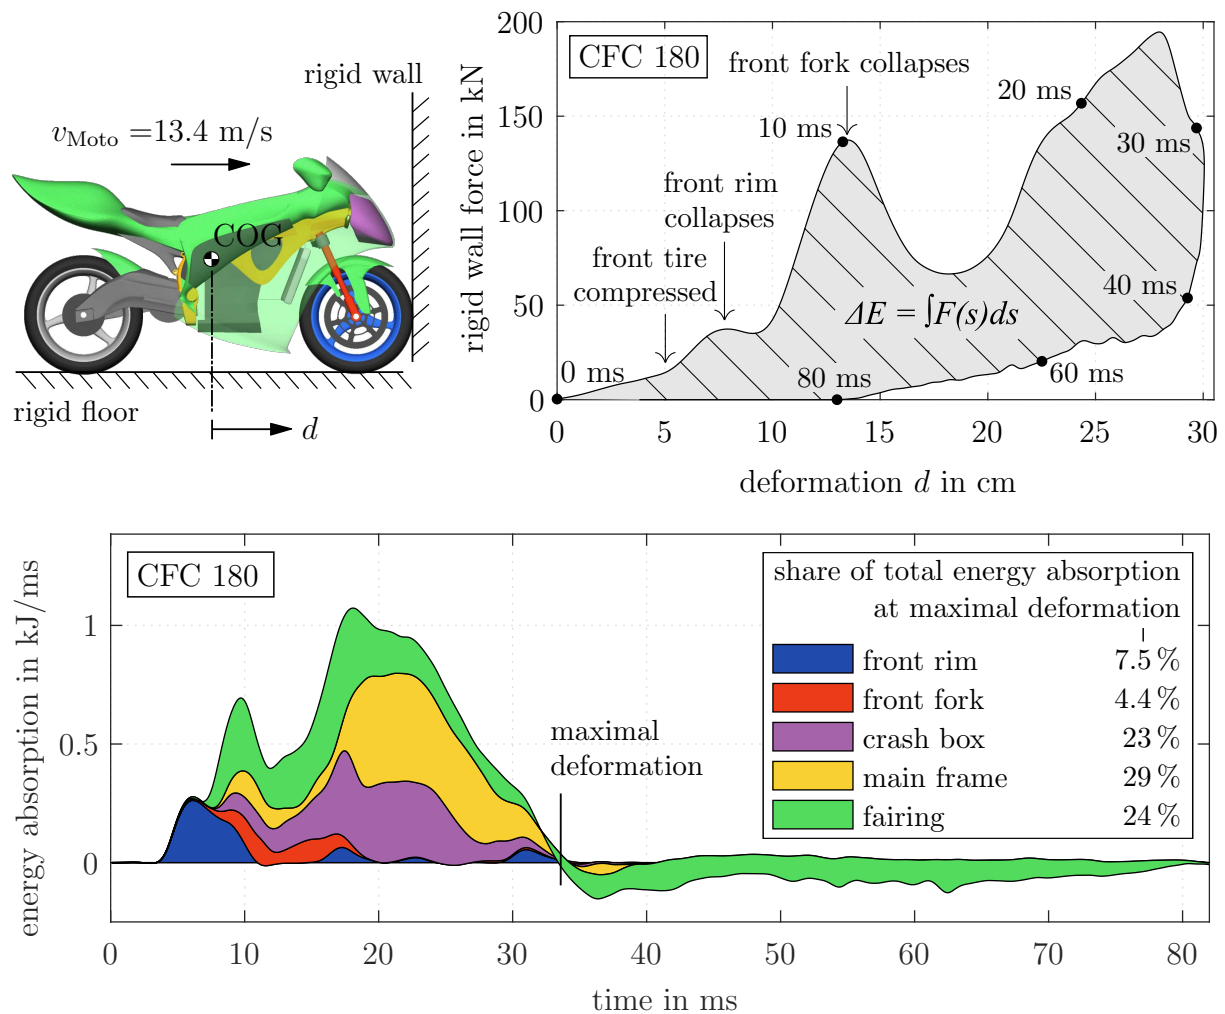 rigid wall
v_Moto =13.4 m/s
COG
rigid floor
d
CFC 180
200
150
100
50
0
rigid wall force in kN
front fork collapses
10 ms
20 ms
30 ms
front rim
collapses
front tire
compressed
40 ms
ΔE = ∫F(s)ds
0 ms
80 ms
60 ms
0 5 10 15 20 25 30
deformation d in cm
CFC 180
energy absorption in kJ/ms
1
0.5
0
maximal
deformation
share of total energy absorption
at maximal deformation
front rim 7.5 %
front fork 4.4 %
crash box 23 %
main frame 29 %
fairing 24 %
0 10 20 30 40 50 60 70 80
time in ms